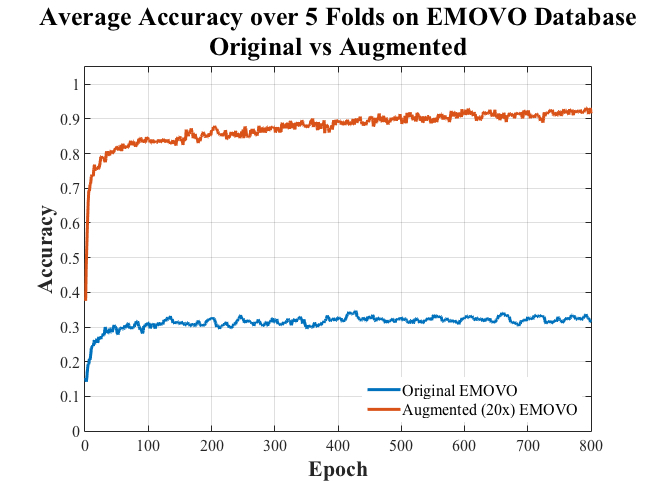 Average Accuracy over 5 Folds on EMOVO Database
Original vs Augmented
1
0.9
0.8
0.7
0.6
0.5
0.4
0.3
0.2
0.1
0
Accuracy
Original EMOVO
Augmented (20x) EMOVO
0 100 200 300 400 500 600 700 800
Epoch